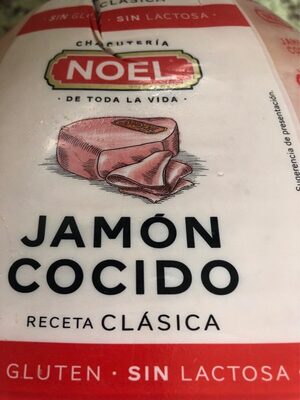 CLÁSICA
· SIN GLUTEN · SIN LACTOSA ·
CHARCUTERÍA
NOEL
· DE TODA LA VIDA ·
Sugerencia de presentación.
JAMÓN
COCIDO
RECETA CLÁSICA
GLUTEN · SIN LACTOSA